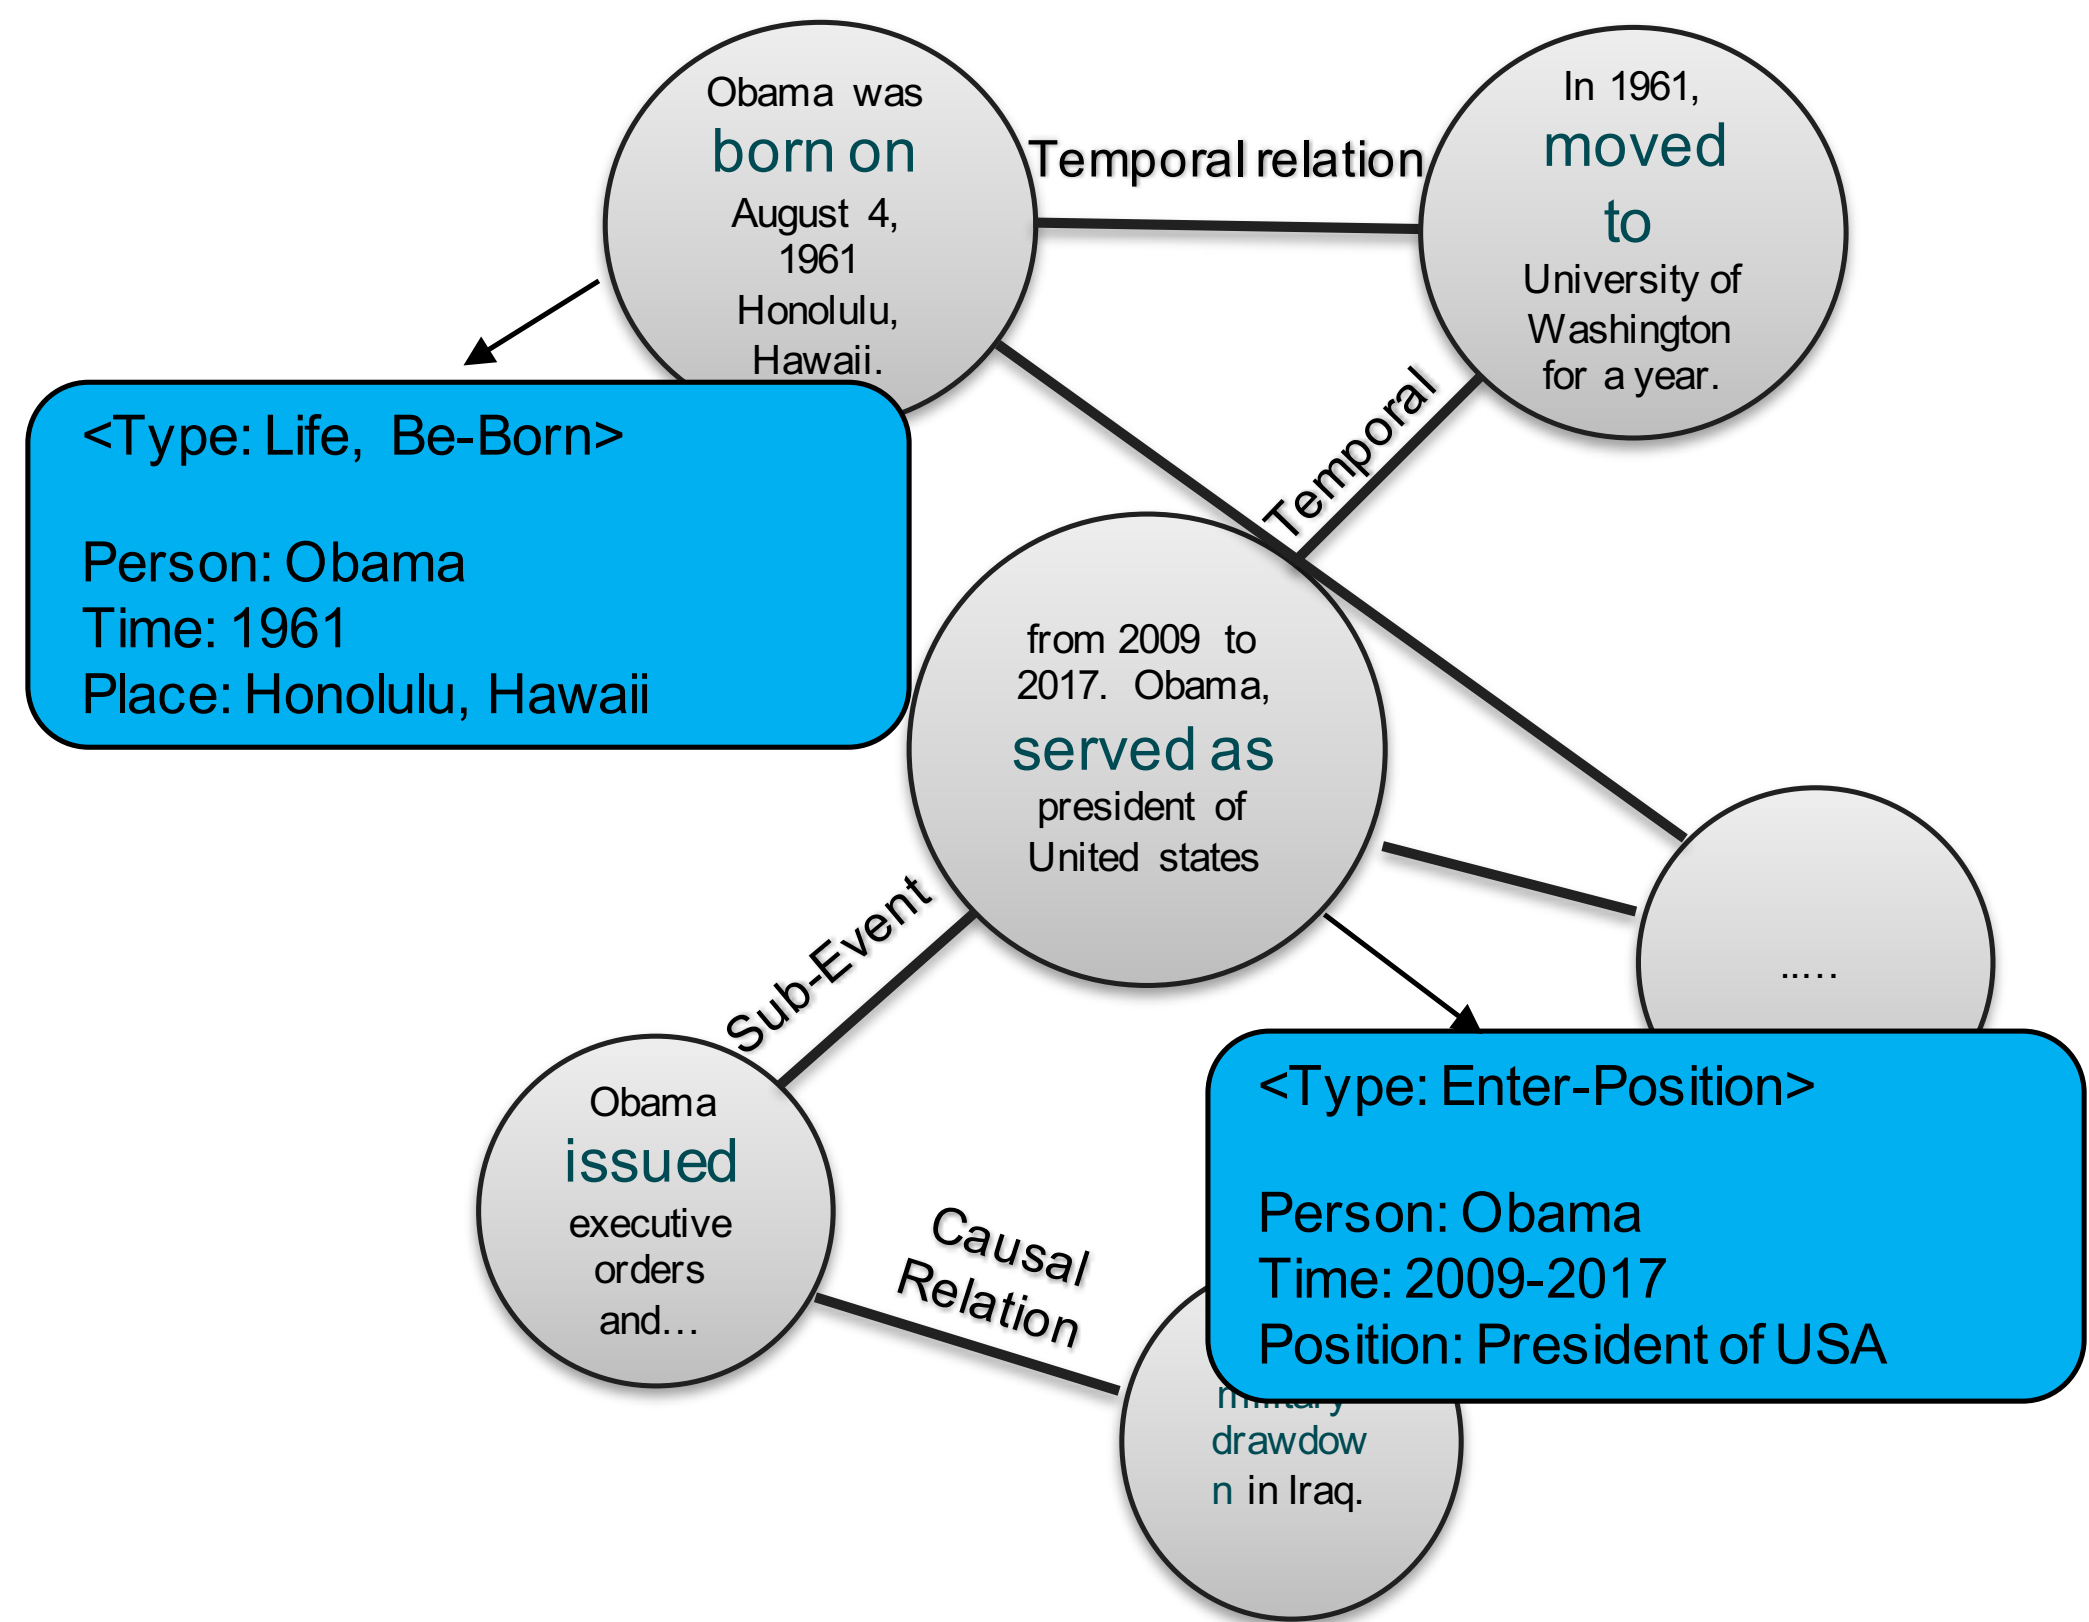 Obama was
born on
August 4,
1961
Honolulu,
Hawaii.
Temporal relation
In 1961,
moved
to
University of
Washington
for a year.
Temporal
<Type: Life, Be-Born>
Person: Obama
Time: 1961
Place: Honolulu, Hawaii
from 2009 to
2017. Obama,
served as
president of
United states
Sub-Event
.....
Obama
issued
executive
orders
and...
Causal
Relation
<Type: Enter-Position>
Person: Obama
Time: 2009-2017
Position: President of USA
military
drawdow
n in Iraq.